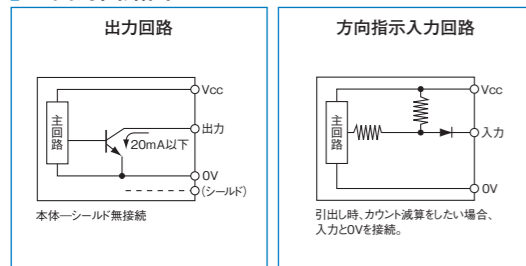 出力回路
主回路
Vcc
出力
20mA以下
0V
(シールド)
本体―シールド無接続
方向指示入力回路
主回路
Vcc
入力
0V
引出し時、カウント減算をしたい場合、
入力と0Vを接続。